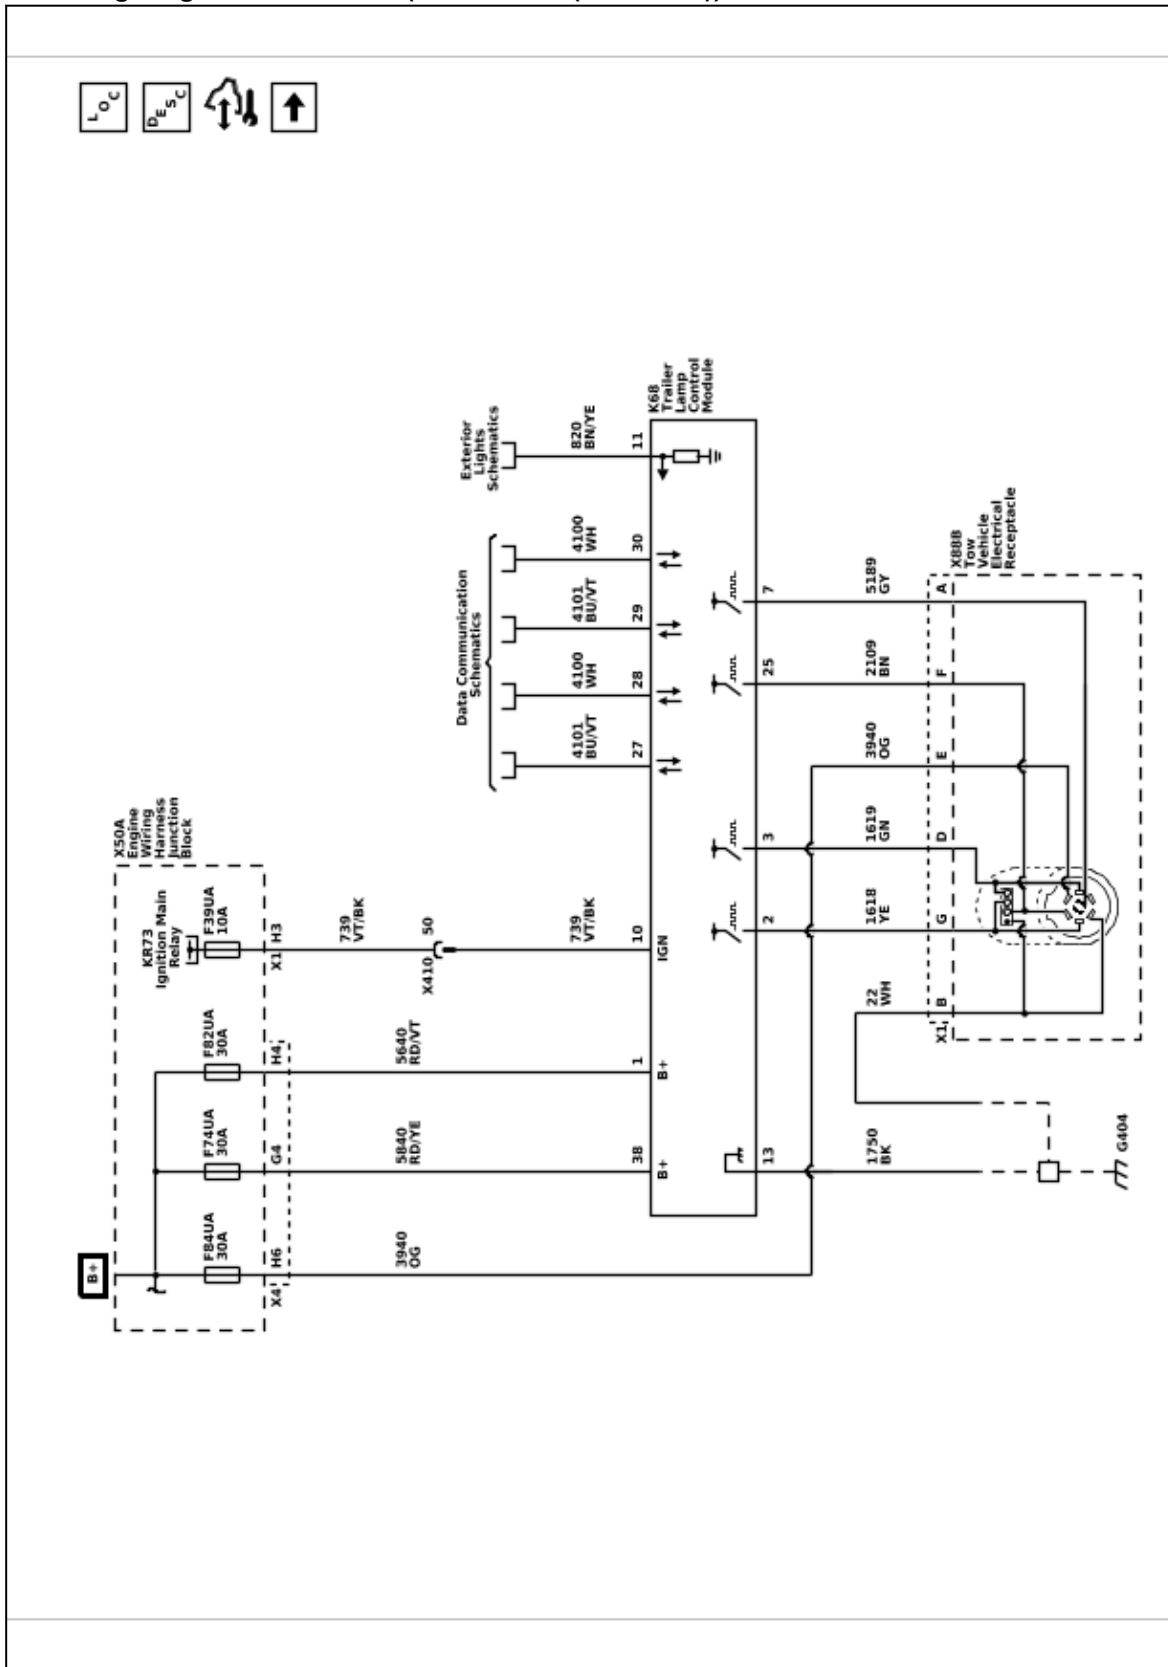 LOC
DESC
B+
X50A
Engine
Wiring
Harness
Junction
Block
KR73
Ignition Main
Relay
F84UA
30A
F74UA
30A
F82UA
30A
F39UA
10A
X4
H6
G4
H4
X1
H3
3940
OG
5840
RD/YE
5640
RD/VT
739
VT/BK
X410
50
739
VT/BK
Data Communication
Schematics
4101
BU/VT
4100
WH
4101
BU/VT
4100
WH
Exterior
Lights
Schematics
820
BN/YE
38
B+
1
B+
10
IGN
27
28
29
30
11
K68
Trailer
Lamp
Control
Module
13
2
3
25
7
1750
BK
22
WH
1618
YE
1619
GN
3940
OG
2109
BN
5189
GY
X1
B
G
D
E
F
A
X88B
Tow
Vehicle
Electrical
Receptacle
G404